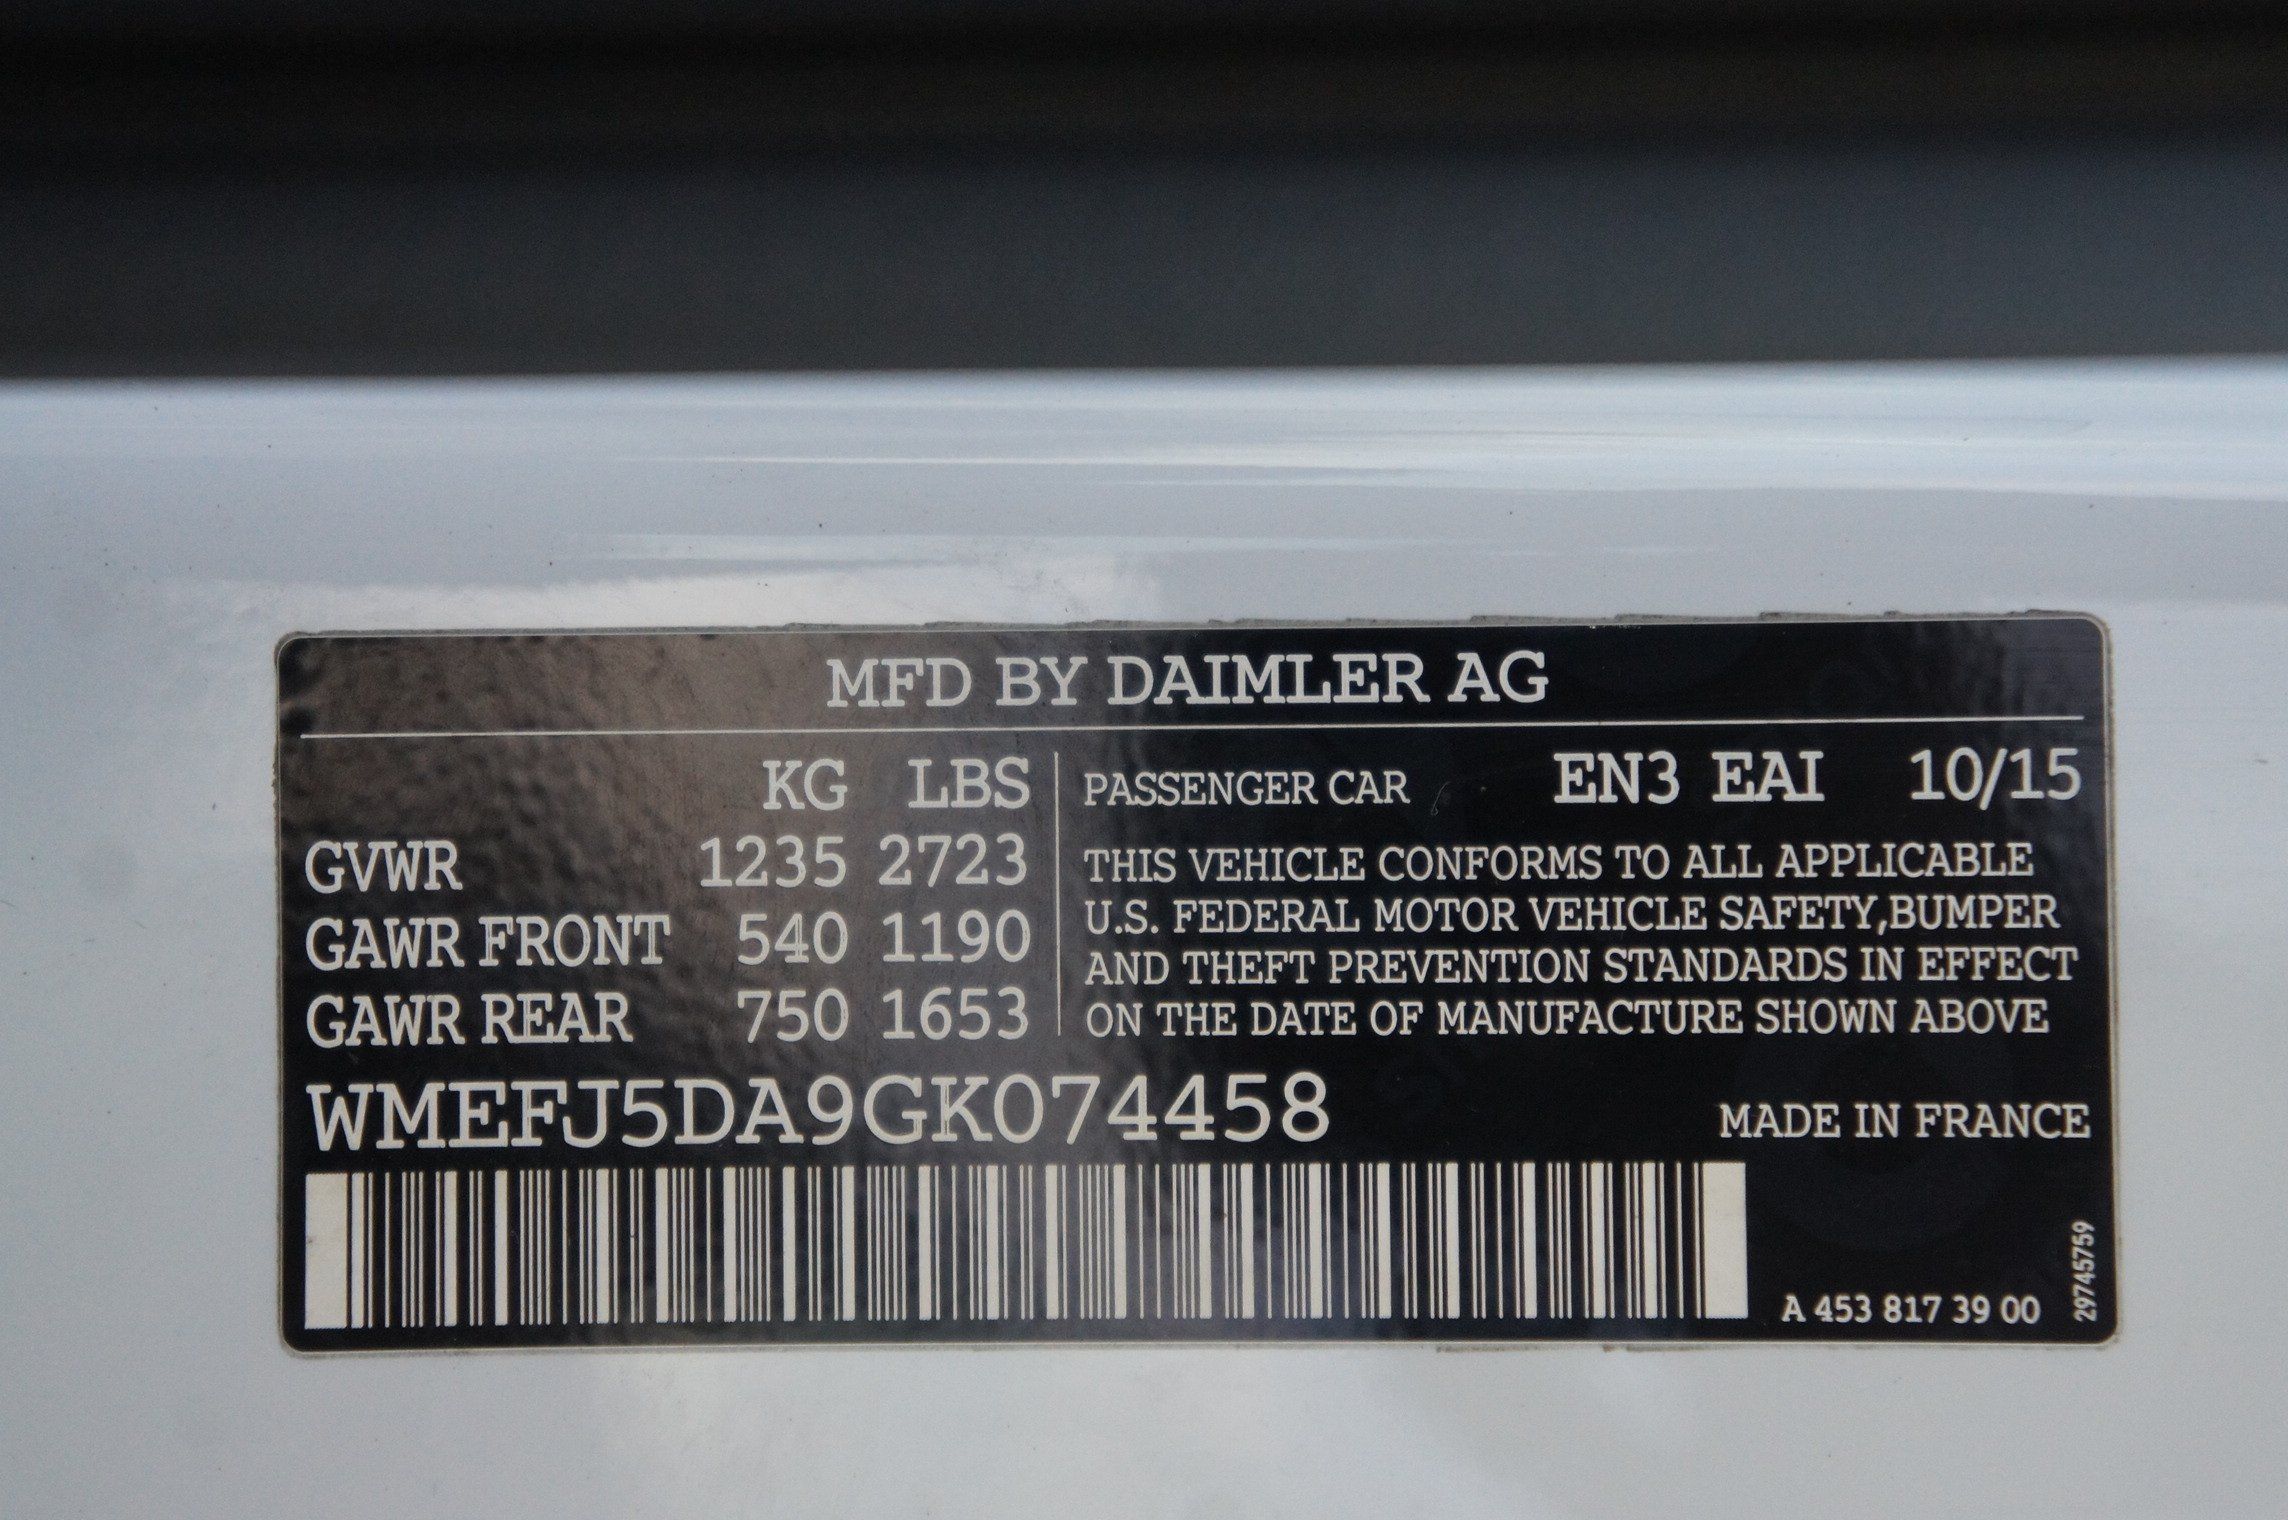 MFD BY DAIMLER AG
KG LBS
GVWR 1235 2723
GAWR FRONT 540 1190
GAWR REAR 750 1653
PASSENGER CAR EN3 EAI 10/15
THIS VEHICLE CONFORMS TO ALL APPLICABLE
U.S. FEDERAL MOTOR VEHICLE SAFETY,BUMPER
AND THEFT PREVENTION STANDARDS IN EFFECT
ON THE DATE OF MANUFACTURE SHOWN ABOVE
WMEFJ5DA9GK074458
MADE IN FRANCE
A 453 817 39 00
29745759